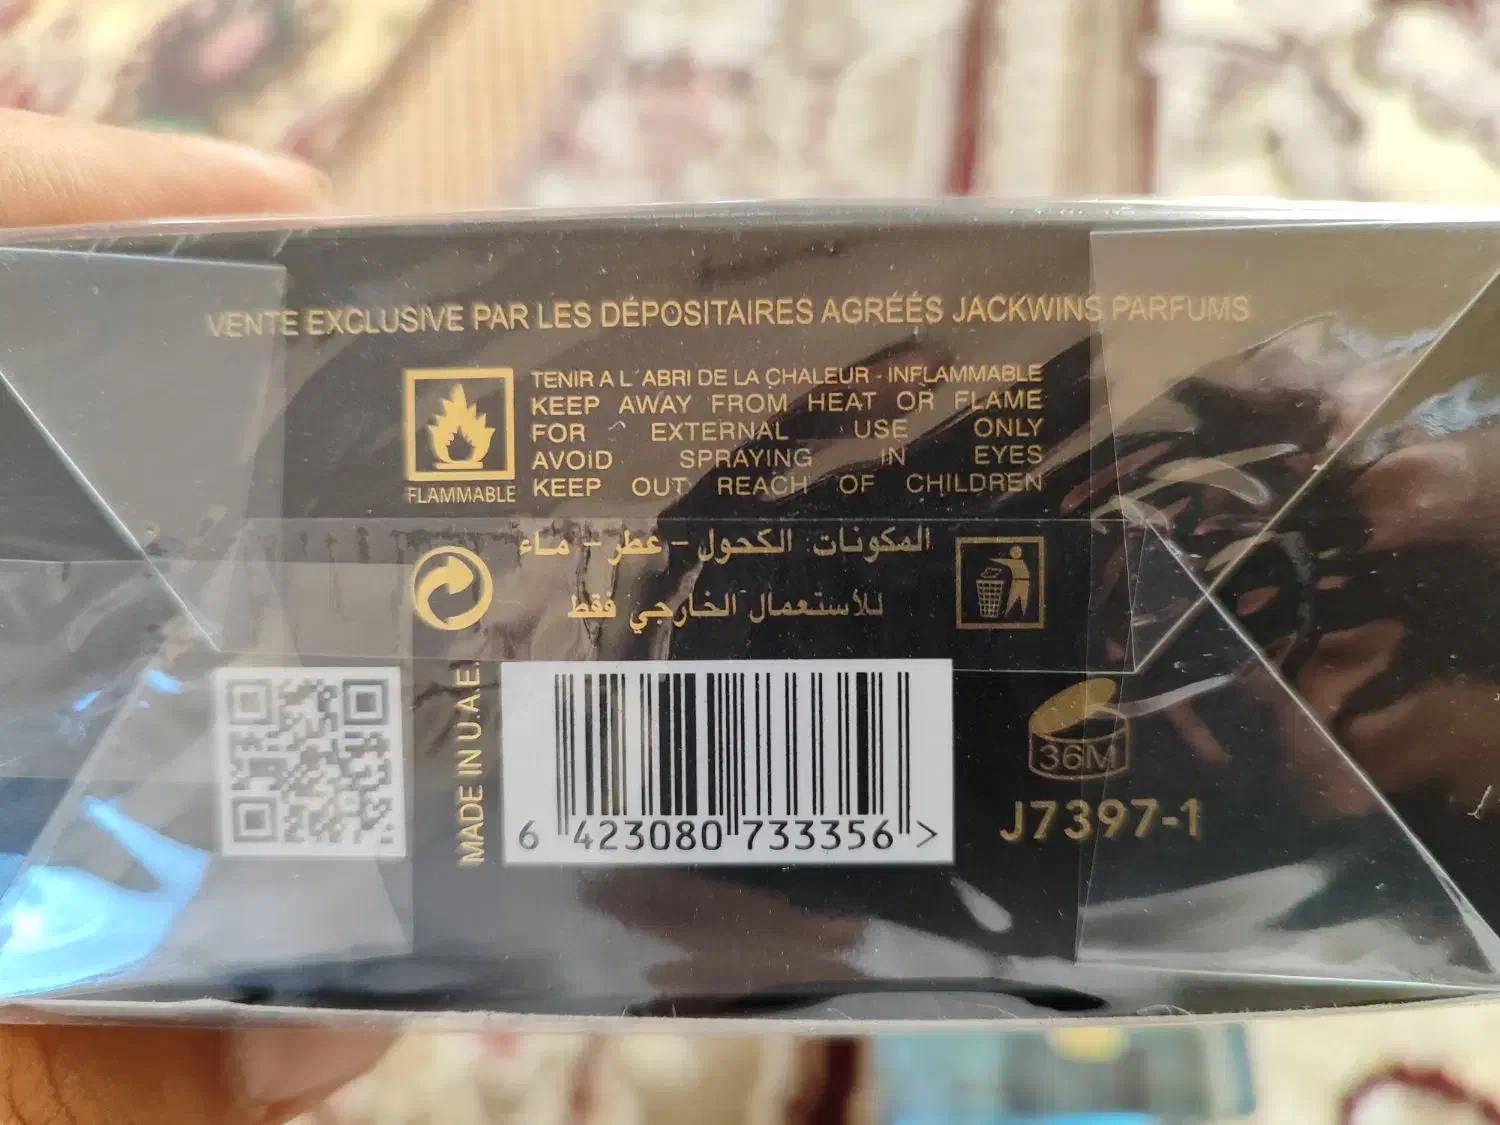 VENTE EXCLUSIVE PAR LES DÉPOSITAIRES AGRÉÉS JACKWINS PARFUMS
TENIR A L´ABRI DE LA CHALEUR - INFLAMMABLE
KEEP AWAY FROM HEAT OR FLAME
FOR EXTERNAL USE ONLY
AVOiD SPRAYING IN EYES
KEEP OUT REACH OF CHILDREN
FLAMMABLE
المكونات: الكحول - عطر - ماء
للأستعمال الخارجي فقط
MADE IN U.A.E.
6 423080 733356 >
36M
J7397-1